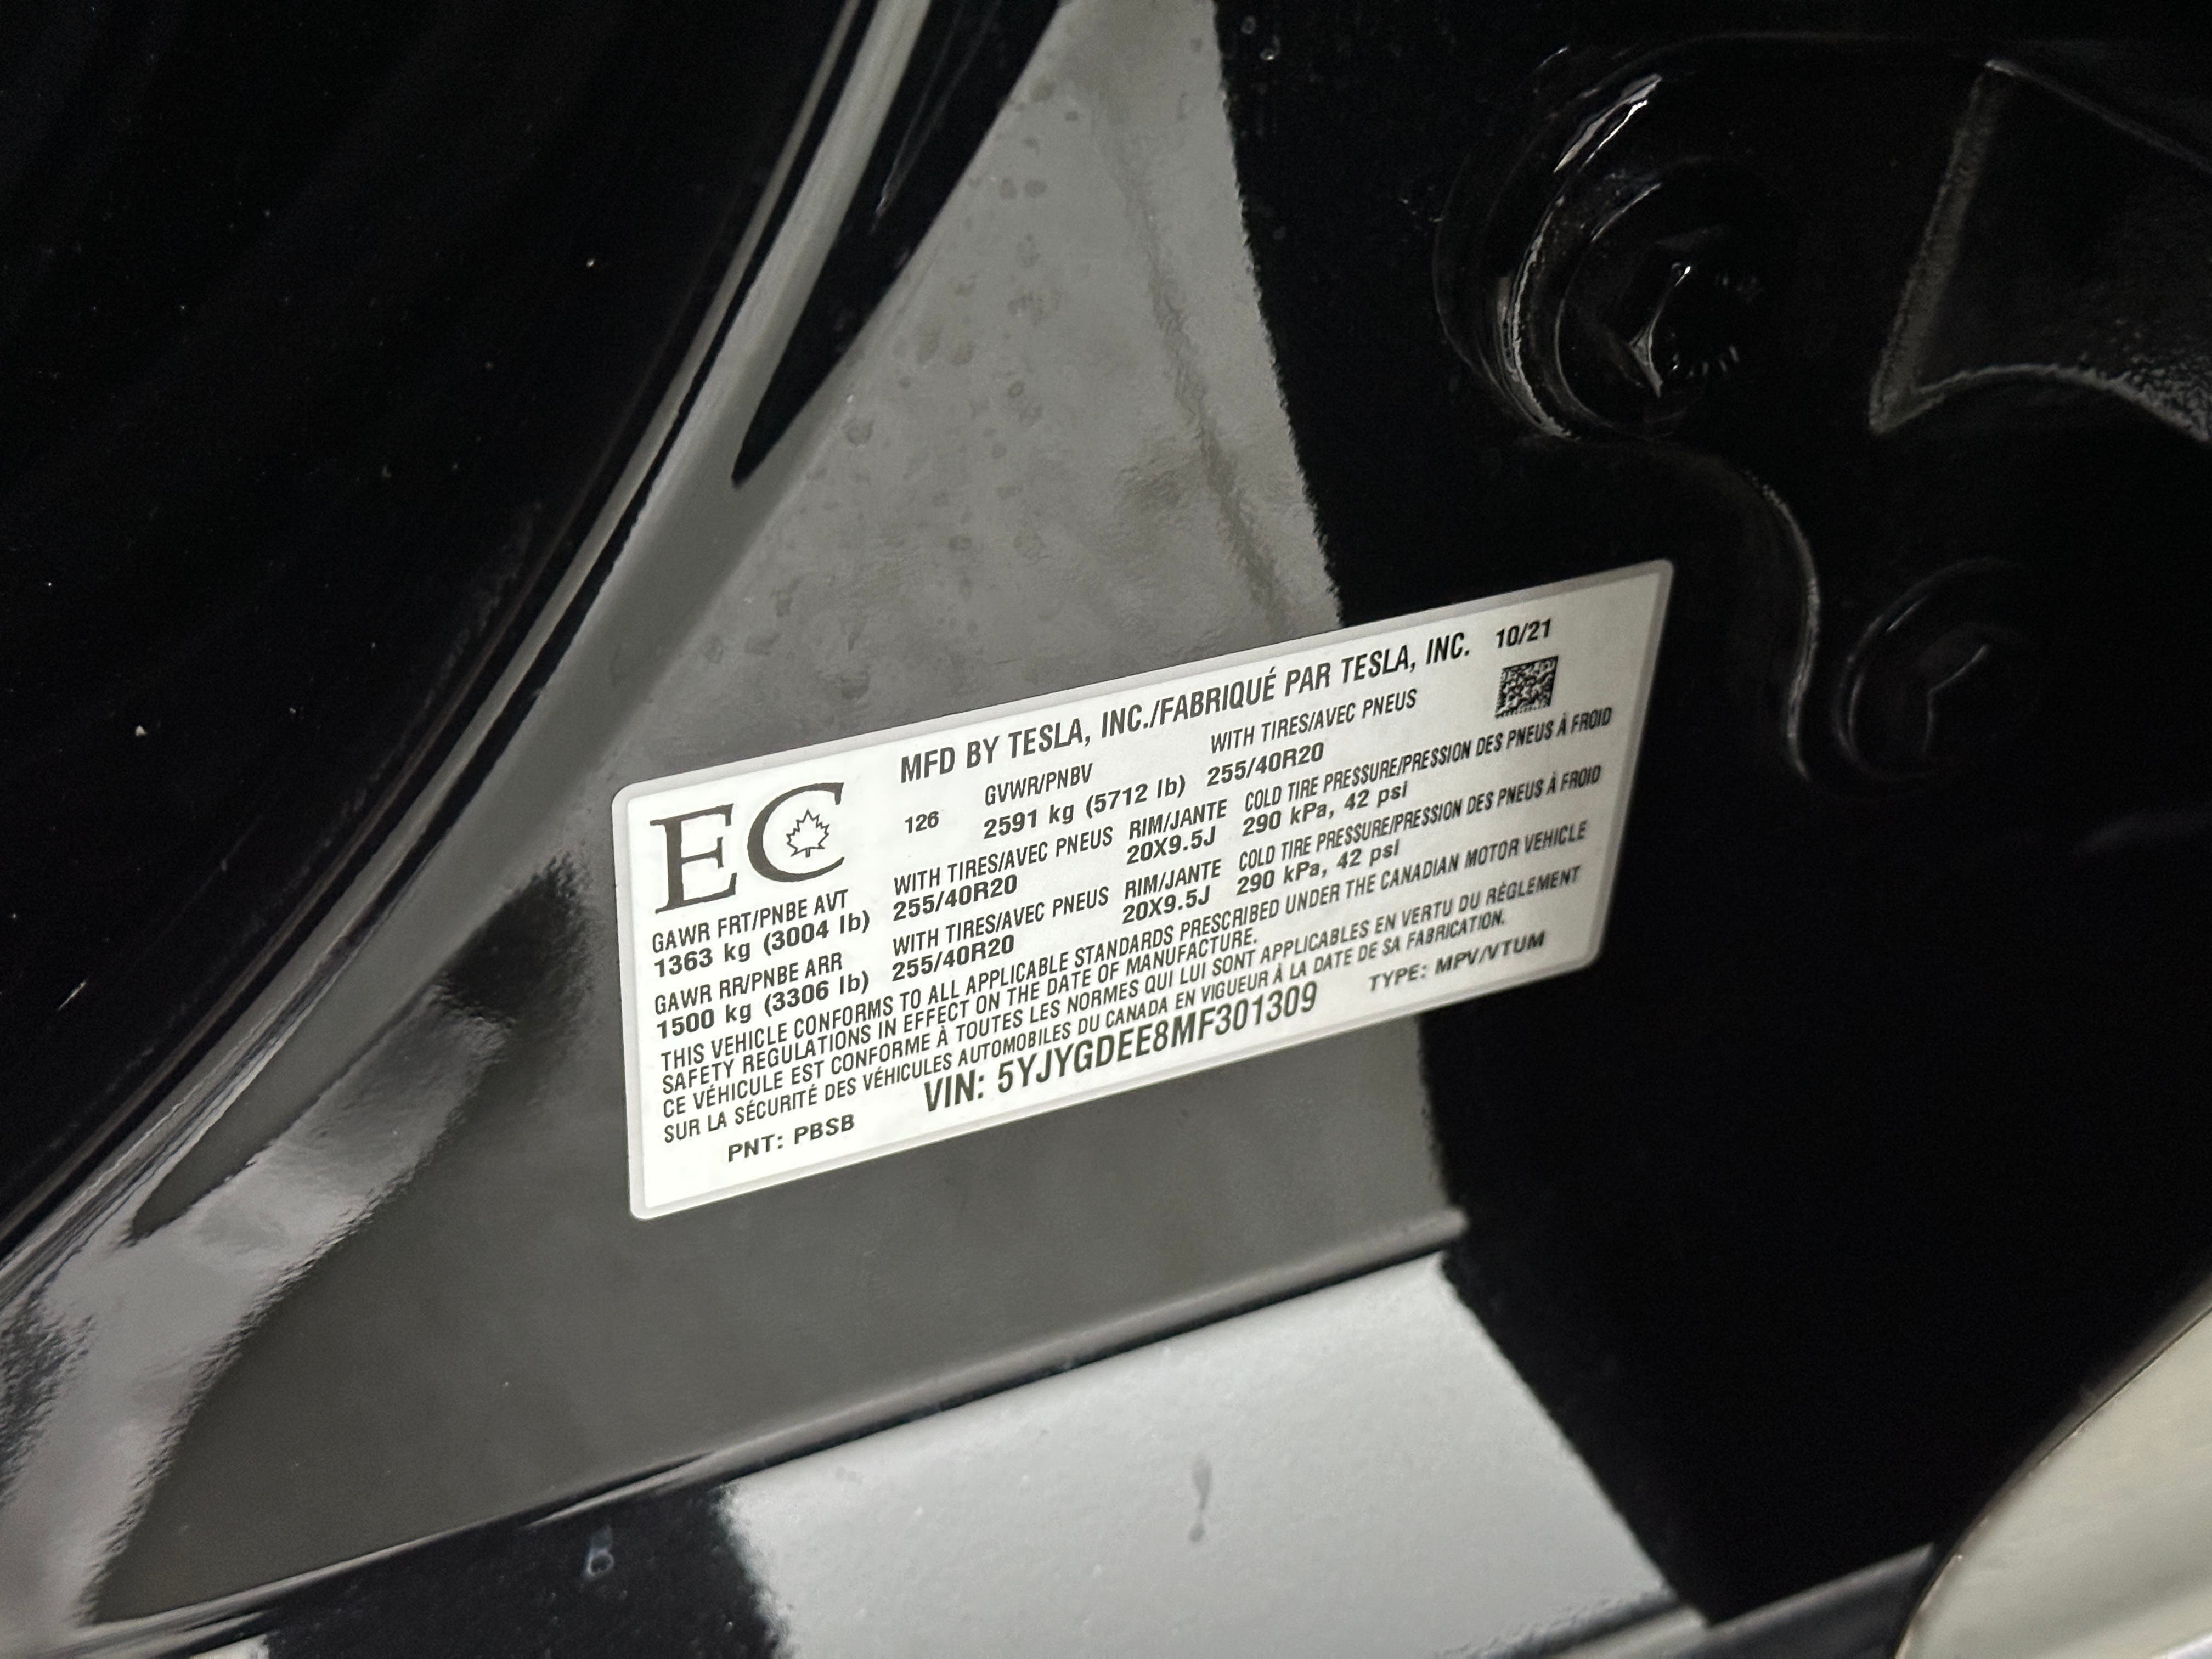 MFD BY TESLA, INC./FABRIQUÉ PAR TESLA, INC. 10/21
EC
126
GVWR/PNBV
2591 kg (5712 lb)
WITH TIRES/AVEC PNEUS
255/40R20
GAWR FRT/PNBE AVT
1363 kg (3004 lb)
WITH TIRES/AVEC PNEUS
255/40R20
RIM/JANTE
20X9.5J
COLD TIRE PRESSURE/PRESSION DES PNEUS À FROID
290 kPa, 42 psi
GAWR RR/PNBE ARR
1500 kg (3306 lb)
WITH TIRES/AVEC PNEUS
255/40R20
RIM/JANTE
20X9.5J
COLD TIRE PRESSURE/PRESSION DES PNEUS À FROID
290 kPa, 42 psi
THIS VEHICLE CONFORMS TO ALL APPLICABLE STANDARDS PRESCRIBED UNDER THE CANADIAN MOTOR VEHICLE
SAFETY REGULATIONS IN EFFECT ON THE DATE OF MANUFACTURE.
CE VÉHICULE EST CONFORME À TOUTES LES NORMES QUI LUI SONT APPLICABLES EN VERTU DU RÉGLEMENT
SUR LA SÉCURITÉ DES VÉHICULES AUTOMOBILES DU CANADA EN VIGUEUR À LA DATE DE SA FABRICATION.
PNT: PBSB
VIN: 5YJYGDEE8MF301309
TYPE: MPV/VTUM